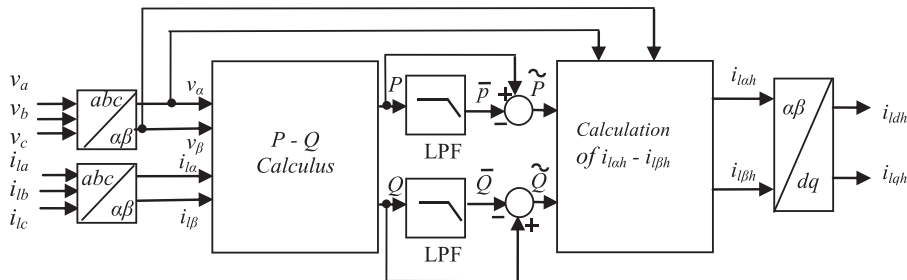 v_a
v_b
v_c
i_la
i_lb
i_lc
abc
αβ
abc
αβ
v_α
v_β
i_lα
i_lβ
P - Q
Calculus
P
LPF
p̄
+
−
P̃
Q
LPF
Q̄
−
+
Q̃
Calculation
of i_lαh - i_lβh
i_lαh
i_lβh
αβ
dq
i_ldh
i_lqh